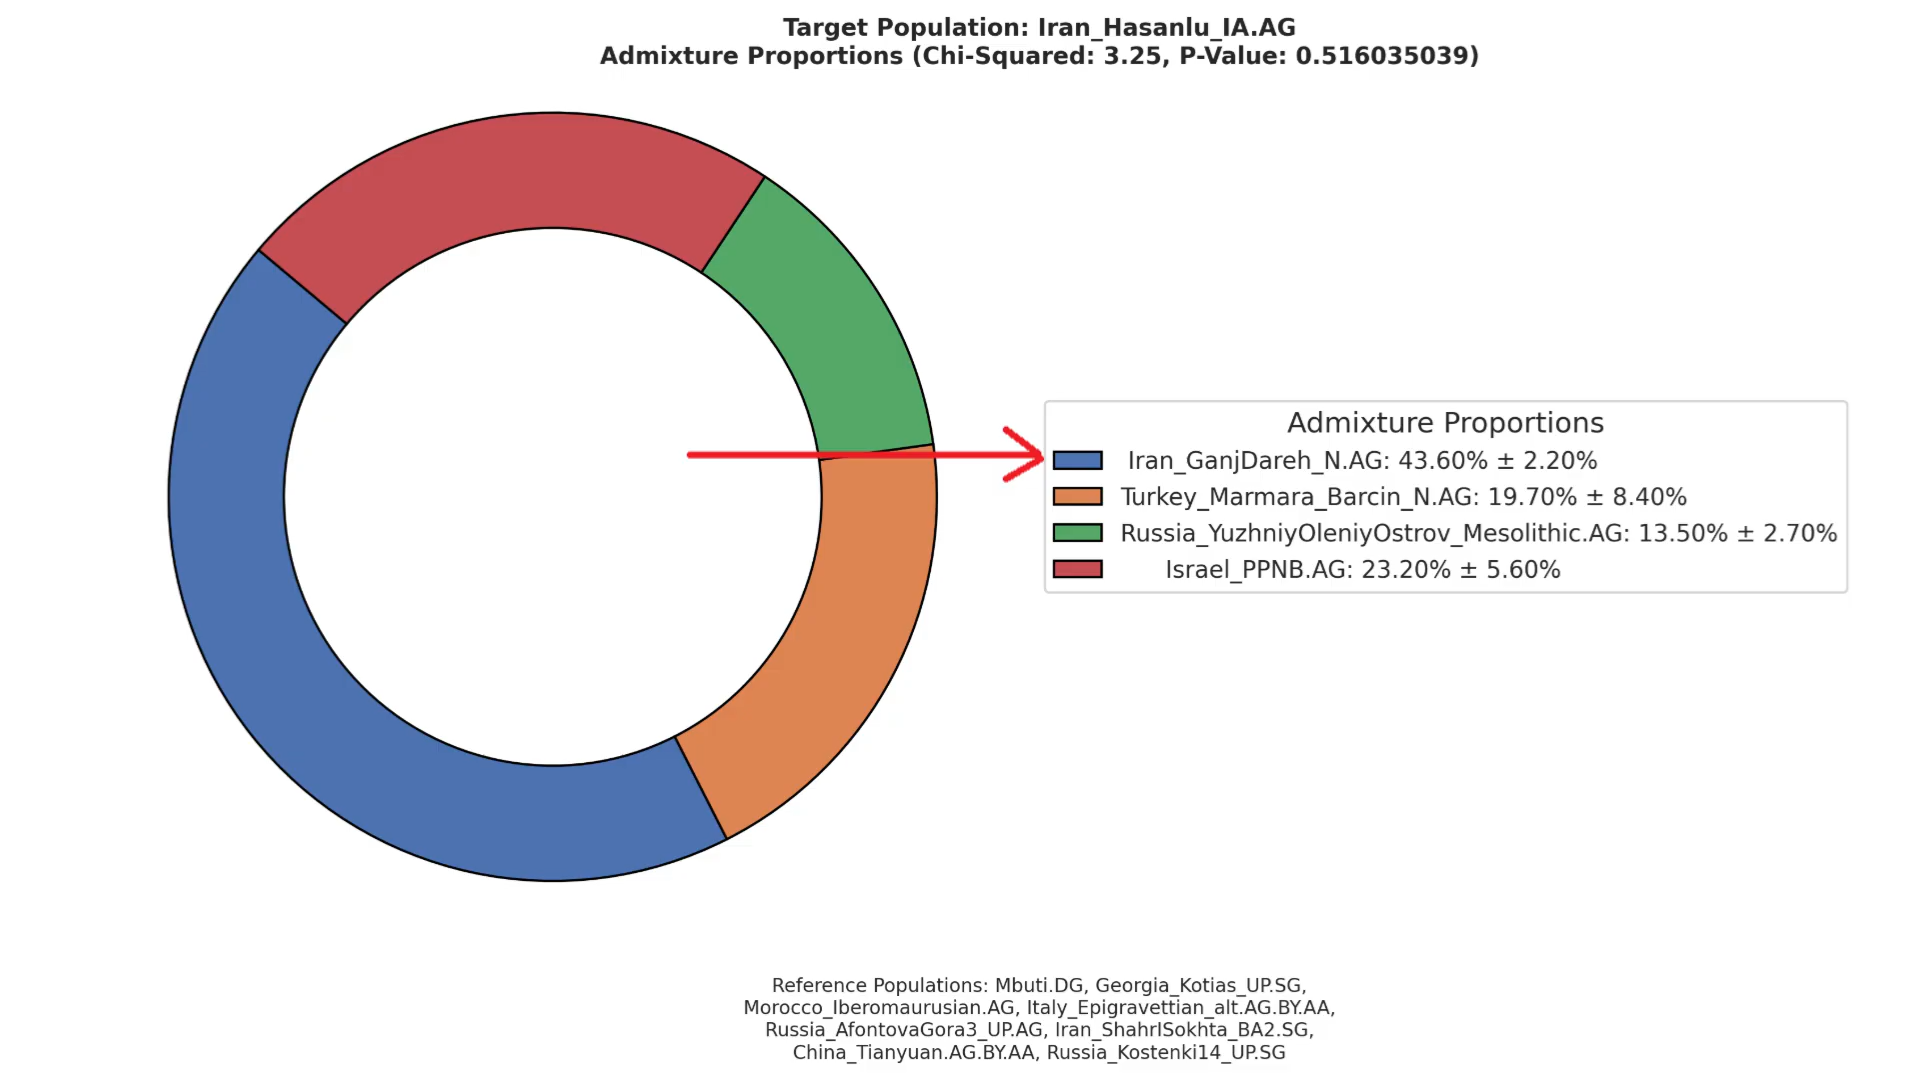 Target Population: Iran_Hasanlu_IA.AG
Admixture Proportions (Chi-Squared: 3.25, P-Value: 0.516035039)
Admixture Proportions
Iran_GanjDareh_N.AG: 43.60% ± 2.20%
Turkey_Marmara_Barcin_N.AG: 19.70% ± 8.40%
Russia_YuzhniyOleniyOstrov_Mesolithic.AG: 13.50% ± 2.70%
Israel_PPNB.AG: 23.20% ± 5.60%
Reference Populations: Mbuti.DG, Georgia_Kotias_UP.SG,
Morocco_Iberomaurusian.AG, Italy_Epigravettian_alt.AG.BY.AA,
Russia_AfontovaGora3_UP.AG, Iran_ShahrISokhta_BA2.SG,
China_Tianyuan.AG.BY.AA, Russia_Kostenki14_UP.SG